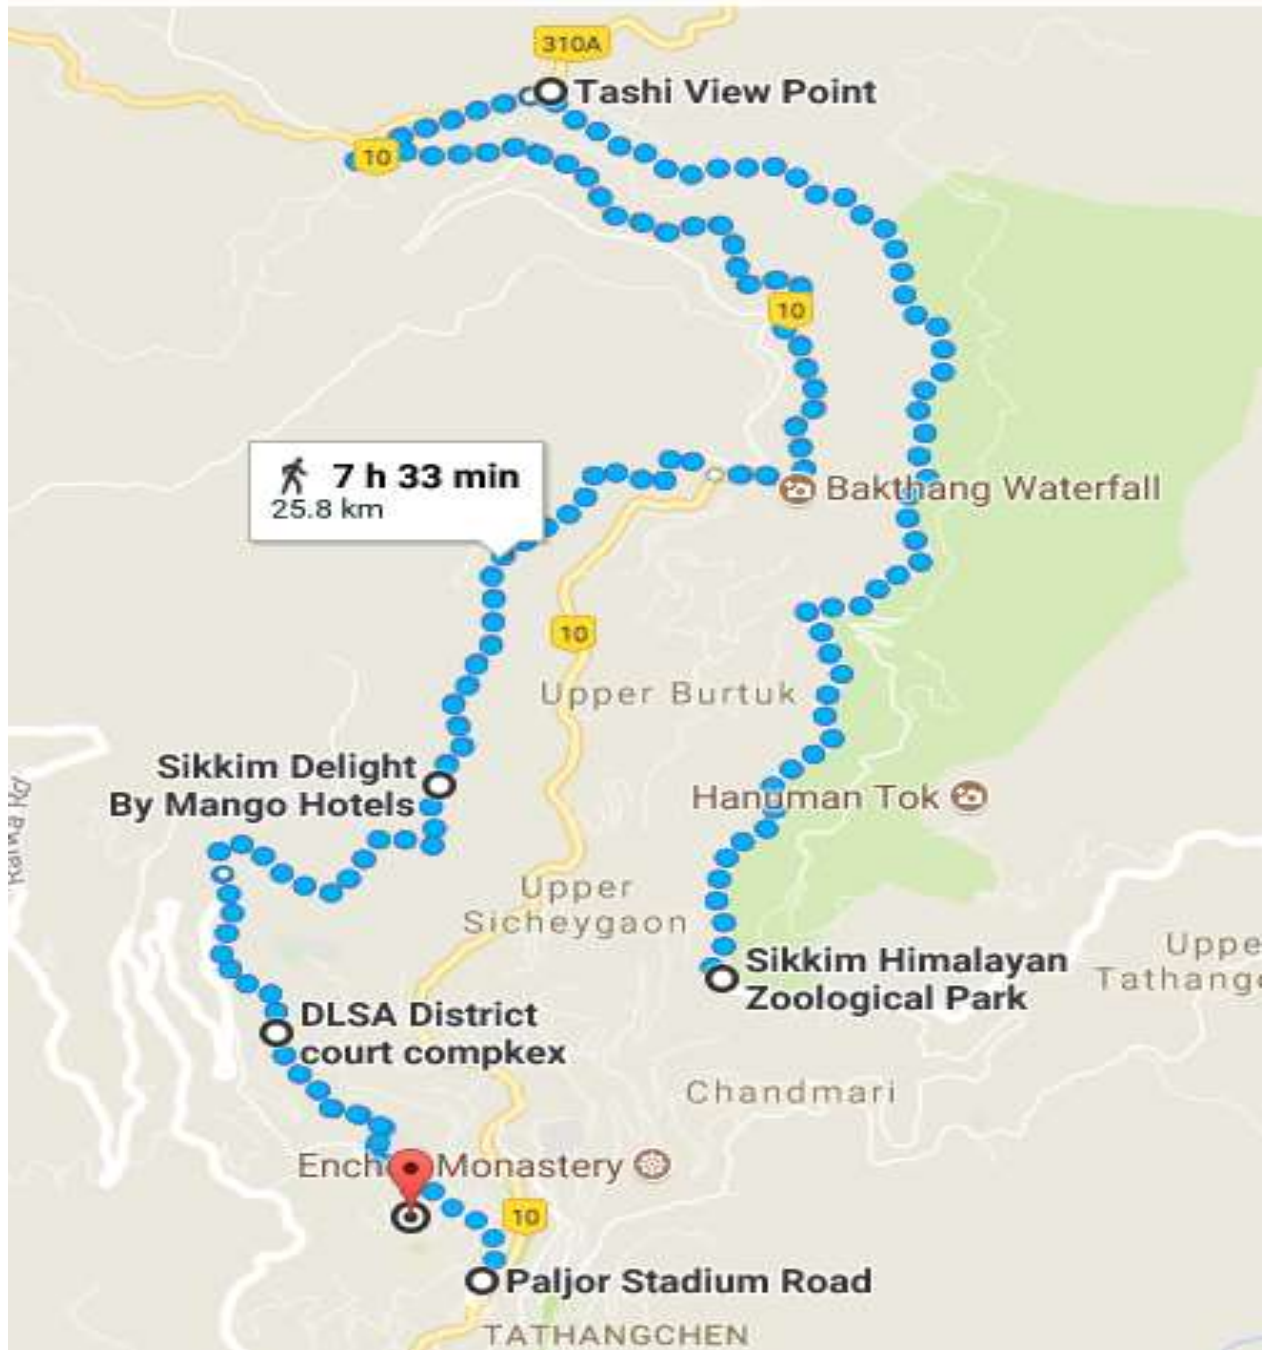 310A
Tashi View Point
10
10
7 h 33 min
25.8 km
Bakthang Waterfall
10
Upper Burtuk
Sikkim Delight
By Mango Hotels
Hanuman Tok
Upper
Sicheygaon
Sikkim Himalayan
Zoological Park
Uppe
Tathang
DLSA District
court compkex
Chandmari
Monastery
10
Paljor Stadium Road
TATHANGCHEN